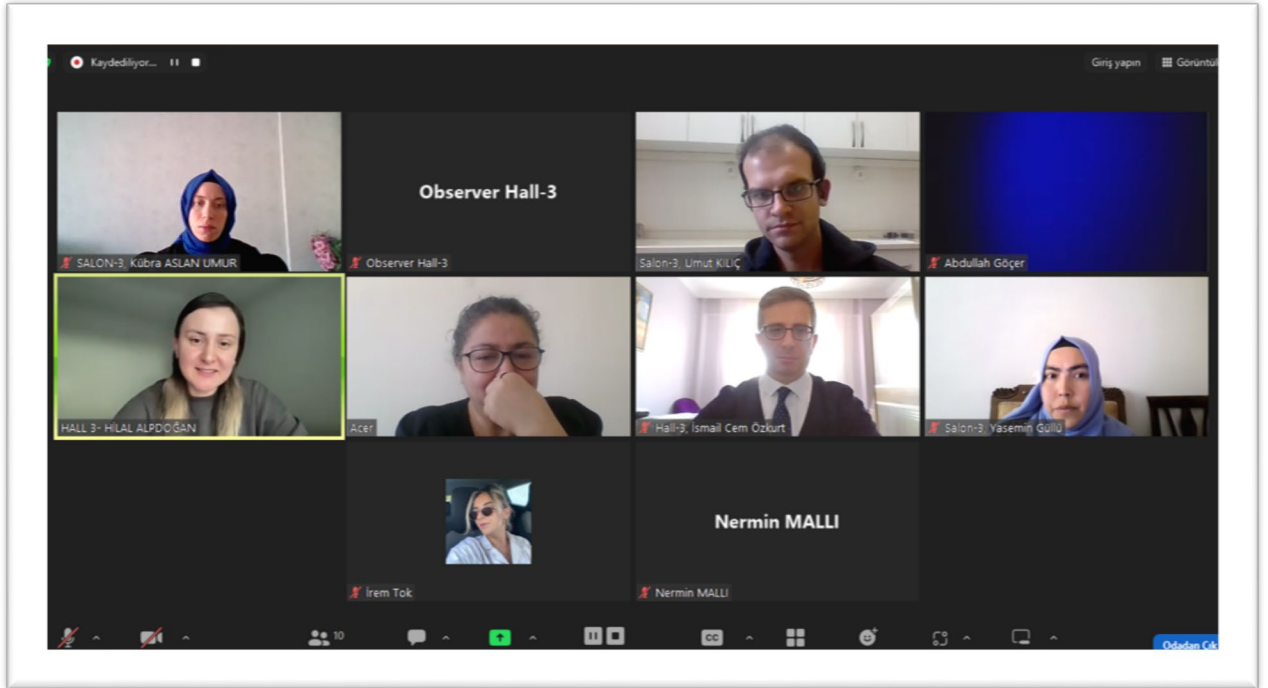 Kaydediliyor...
Giriş yapın
Görüntül
Observer Hall-3
SALON-3, Kübra ASLAN UMUR
Observer Hall-3
Salon-3, Umut KILIÇ
Abdullah Göçer
HALL 3- HİLAL ALPDOĞAN
Acer
Hall-3, İsmail Cem Özkurt
Salon-3, Yasemin Güllü
Nermin MALLI
İrem Tok
Nermin MALLI
10
CC
Odadan Çık